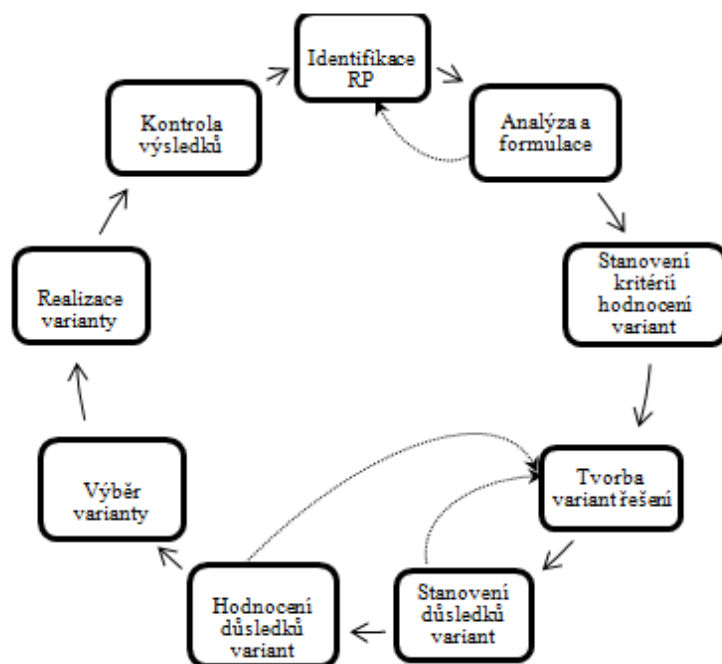 Identifikace
RP
Analýza a
formulace
Stanovení
kritérií
hodnocení
variant
Tvorba
variant řešení
Stanovení
důsledků
variant
Hodnocení
důsledků
variant
Výběr
varianty
Realizace
varianty
Kontrola
výsledků